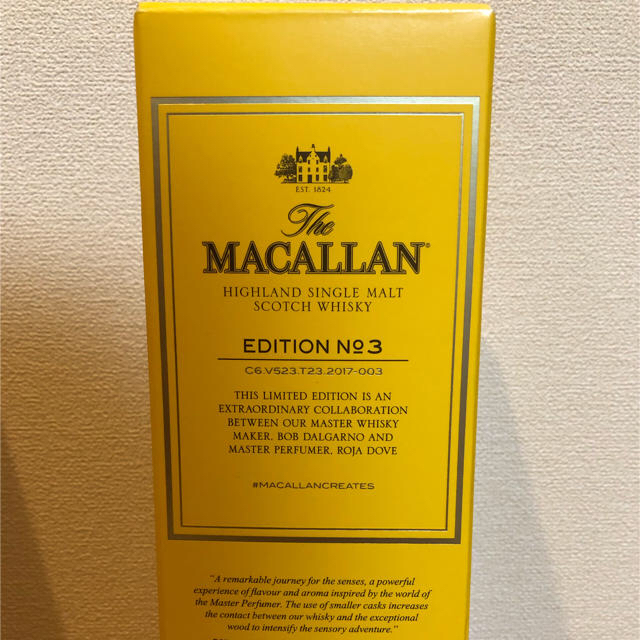 EST. 1824
The
MACALLAN®
HIGHLAND SINGLE MALT
SCOTCH WHISKY
EDITION Nº3
C6.V523.T23.2017-003
THIS LIMITED EDITION IS AN
EXTRAORDINARY COLLABORATION
BETWEEN OUR MASTER WHISKY
MAKER, BOB DALGARNO AND
MASTER PERFUMER, ROJA DOVE
#MACALLANCREATES
"A remarkable journey for the senses, a powerful
experience of flavour and aroma inspired by the world of
the Master Perfumer. The use of smaller casks increases
the contact between our whisky and the exceptional
wood to intensify the sensory adventure."